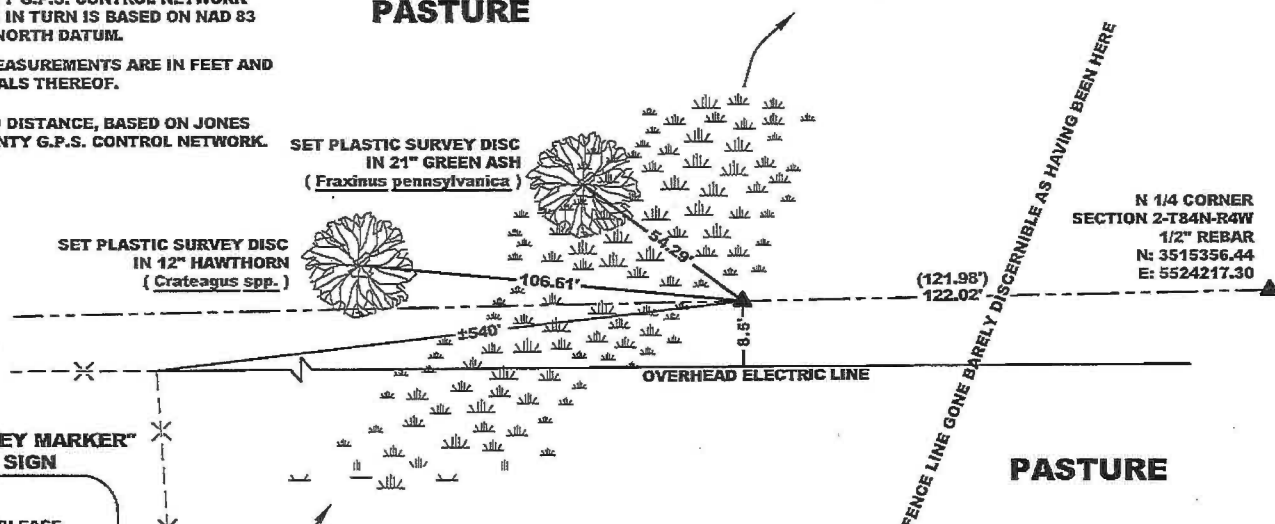 G.P.S. CONTROL NETWORK
IN TURN IS BASED ON NAD 83
NORTH DATUM.
EASUREMENTS ARE IN FEET AND
ALS THEREOF.
DISTANCE, BASED ON JONES
NTY G.P.S. CONTROL NETWORK.
PASTURE
SET PLASTIC SURVEY DISC
IN 21" GREEN ASH
( Fraxinus pennsylvanica )
SET PLASTIC SURVEY DISC
IN 12" HAWTHORN
( Crateagus spp. )
54.29'
106.61'
±540'
8.5'
OVERHEAD ELECTRIC LINE
(121.98')
122.02'
FENCE LINE GONE BARELY DISCERNIBLE AS HAVING BEEN HERE
N 1/4 CORNER
SECTION 2-T84N-R4W
1/2" REBAR
N: 3515356.44
E: 5524217.30
EY MARKER"
SIGN
PASTURE